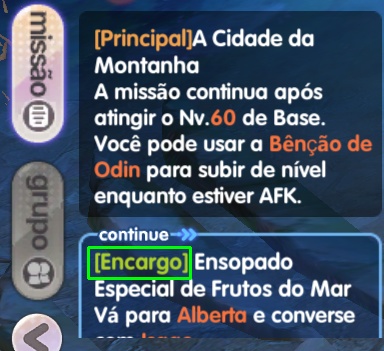 missão
grupo
[Principal]A Cidade da
Montanha
A missão continua após
atingir o Nv.60 de Base.
Você pode usar a Bênção de
Odin para subir de nível
enquanto estiver AFK.
continue
[Encargo] Ensopado
Especial de Frutos do Mar
Vá para Alberta e converse
com